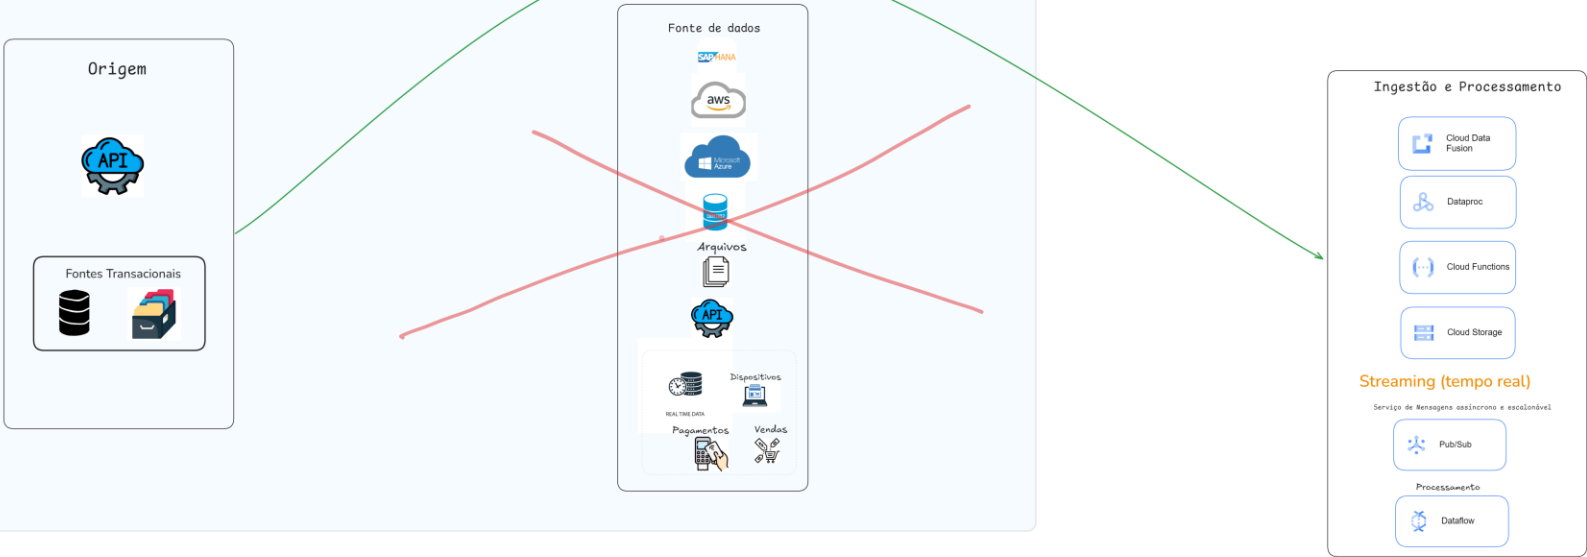 Origem
API
Fontes Transacionais
Fonte de dados
SAP HANA
aws
Microsoft
Azure
Arquivos
API
Dispositivos
REAL TIME DATA
Pagamentos
Vendas
Ingestão e Processamento
Cloud Data
Fusion
Dataproc
Cloud Functions
Cloud Storage
Streaming (tempo real)
Serviço de Mensagens assíncrono e escalonável
Pub/Sub
Processamento
Dataflow